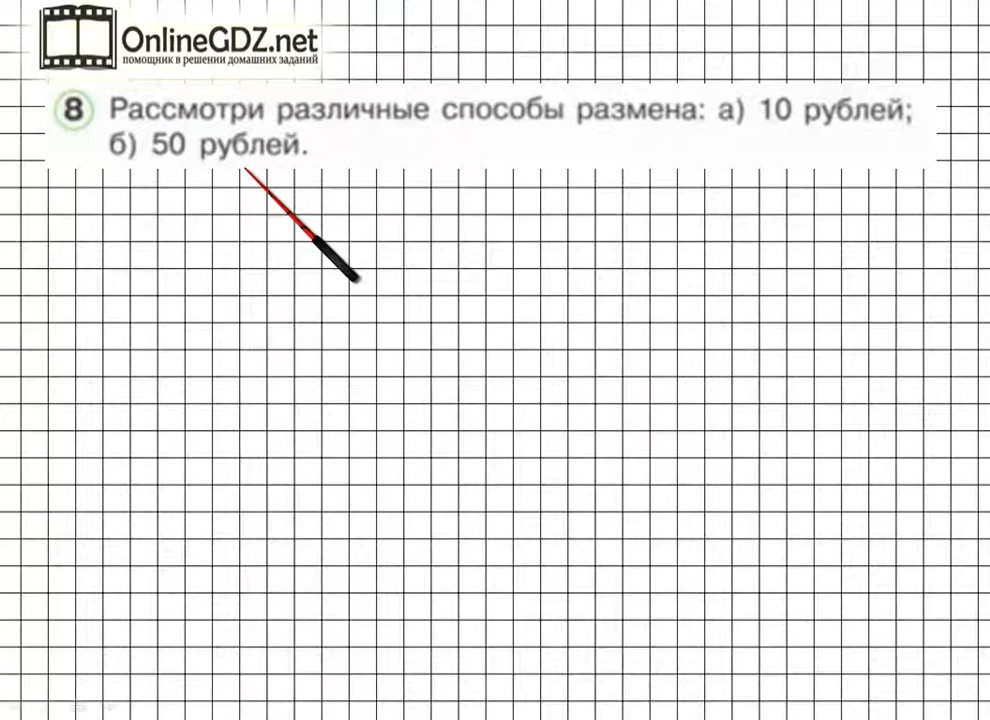 OnlineGDZ.net
помощник в решении домашних заданий
8 Рассмотри различные способы размена: а) 10 рублей;
б) 50 рублей.